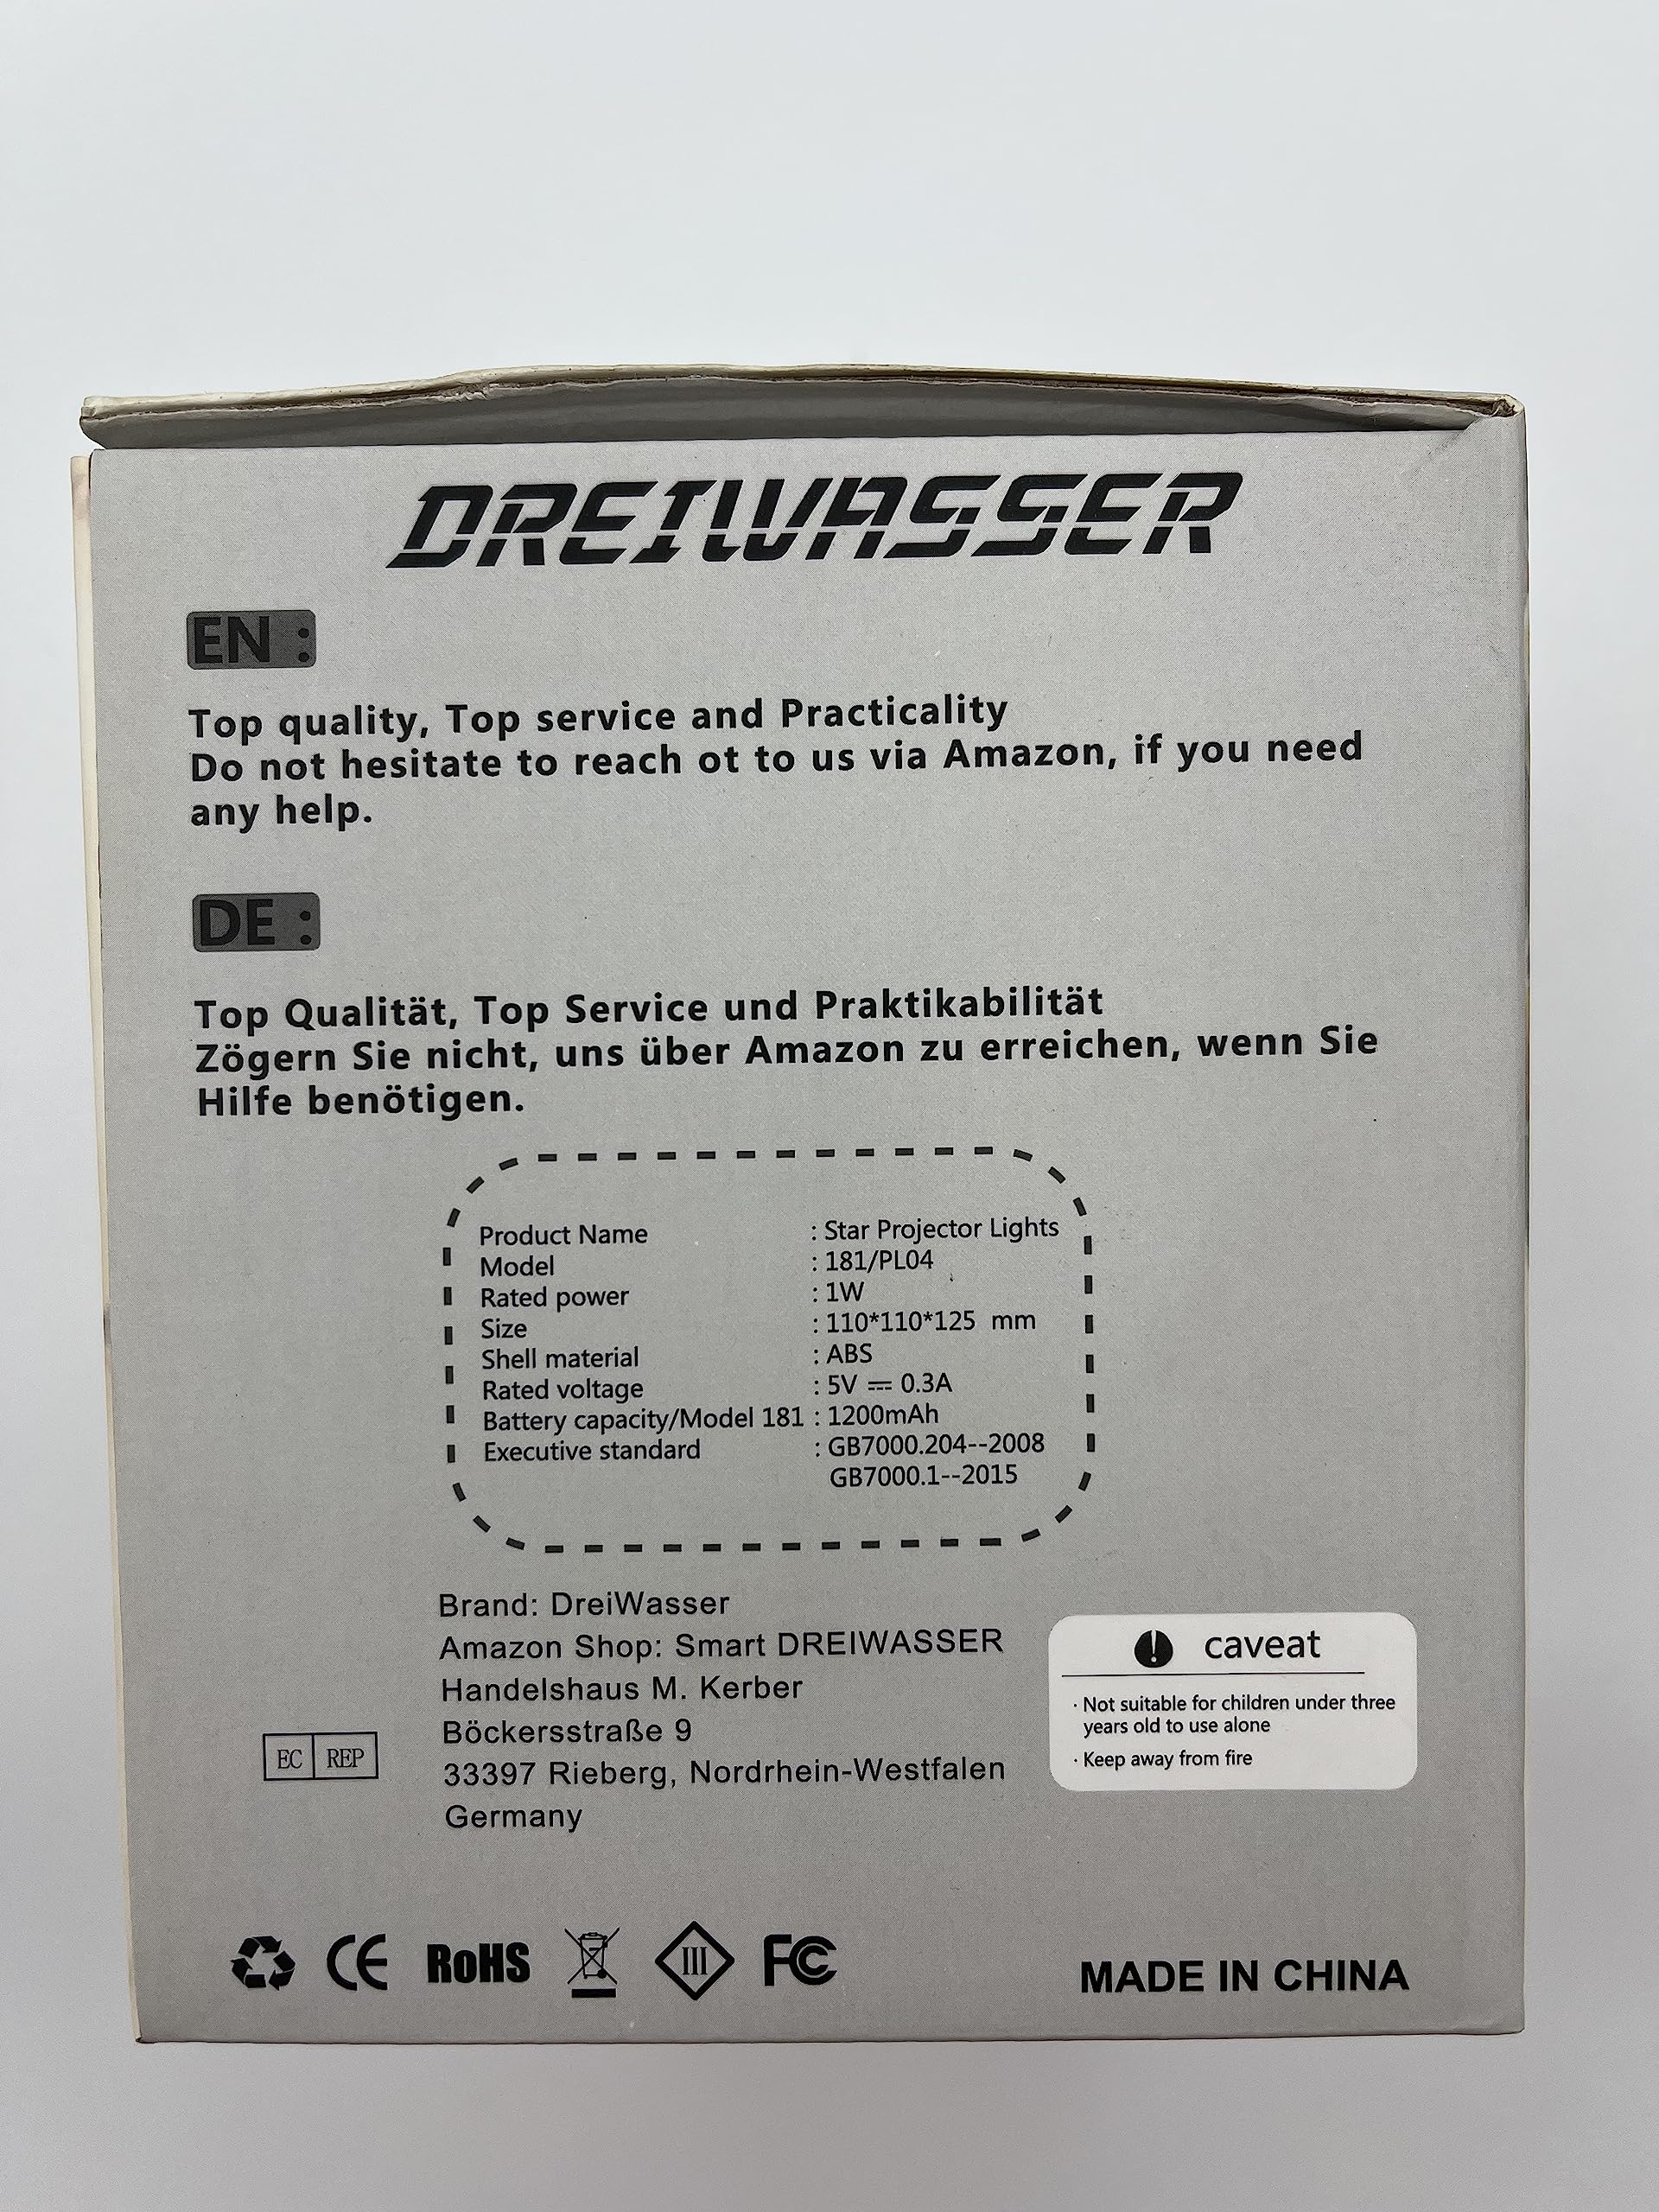 DREIWASSER
EN :
Top quality, Top service and Practicality
Do not hesitate to reach ot to us via Amazon, if you need
any help.
DE :
Top Qualität, Top Service und Praktikabilität
Zögern Sie nicht, uns über Amazon zu erreichen, wenn Sie
Hilfe benötigen.
Product Name : Star Projector Lights
Model : 181/PL04
Rated power : 1W
Size : 110*110*125 mm
Shell material : ABS
Rated voltage : 5V ⎓ 0.3A
Battery capacity/Model 181 : 1200mAh
Executive standard : GB7000.204--2008
GB7000.1--2015
Brand: DreiWasser
Amazon Shop: Smart DREIWASSER
Handelshaus M. Kerber
Böckersstraße 9
33397 Rieberg, Nordrhein-Westfalen
Germany
EC REP
caveat
· Not suitable for children under three
years old to use alone
· Keep away from fire
CE RoHS III FC
MADE IN CHINA